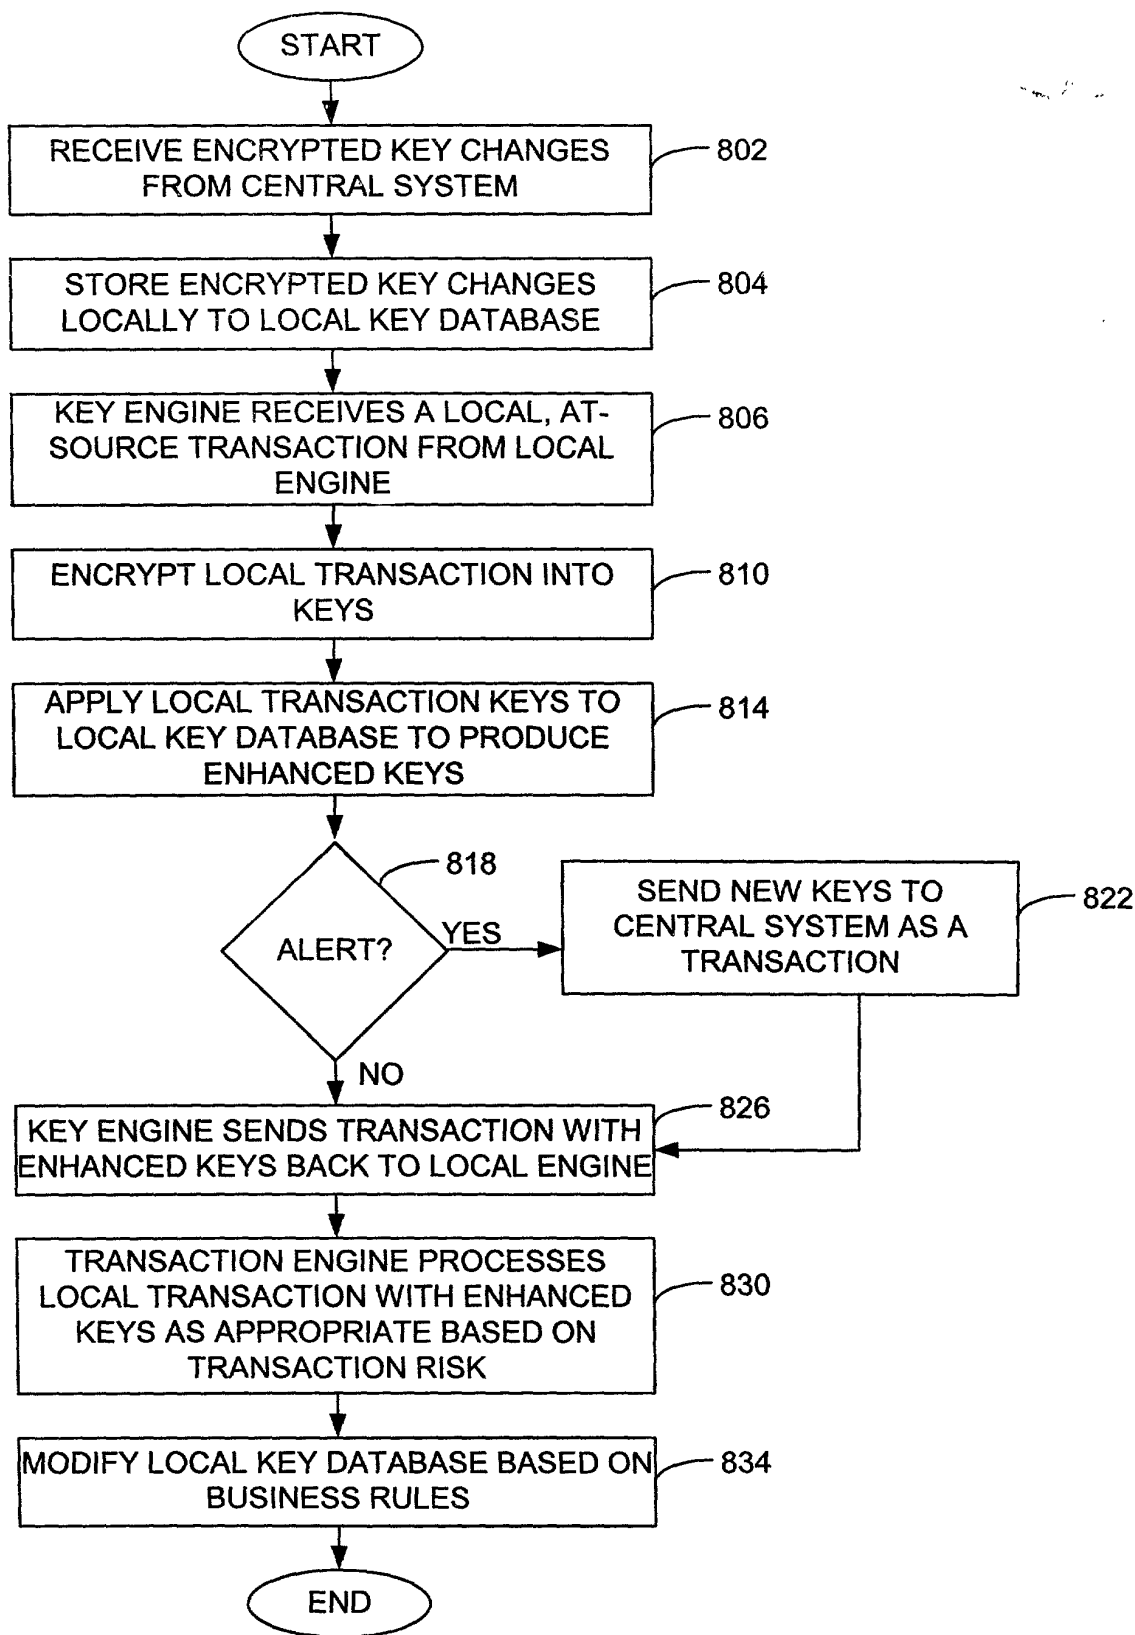 START
RECEIVE ENCRYPTED KEY CHANGES
FROM CENTRAL SYSTEM
802
STORE ENCRYPTED KEY CHANGES
LOCALLY TO LOCAL KEY DATABASE
804
KEY ENGINE RECEIVES A LOCAL, AT-
SOURCE TRANSACTION FROM LOCAL
ENGINE
806
ENCRYPT LOCAL TRANSACTION INTO
KEYS
810
APPLY LOCAL TRANSACTION KEYS TO
LOCAL KEY DATABASE TO PRODUCE
ENHANCED KEYS
814
ALERT?
818
YES
SEND NEW KEYS TO
CENTRAL SYSTEM AS A
TRANSACTION
822
NO
KEY ENGINE SENDS TRANSACTION WITH
ENHANCED KEYS BACK TO LOCAL ENGINE
826
TRANSACTION ENGINE PROCESSES
LOCAL TRANSACTION WITH ENHANCED
KEYS AS APPROPRIATE BASED ON
TRANSACTION RISK
830
MODIFY LOCAL KEY DATABASE BASED ON
BUSINESS RULES
834
END